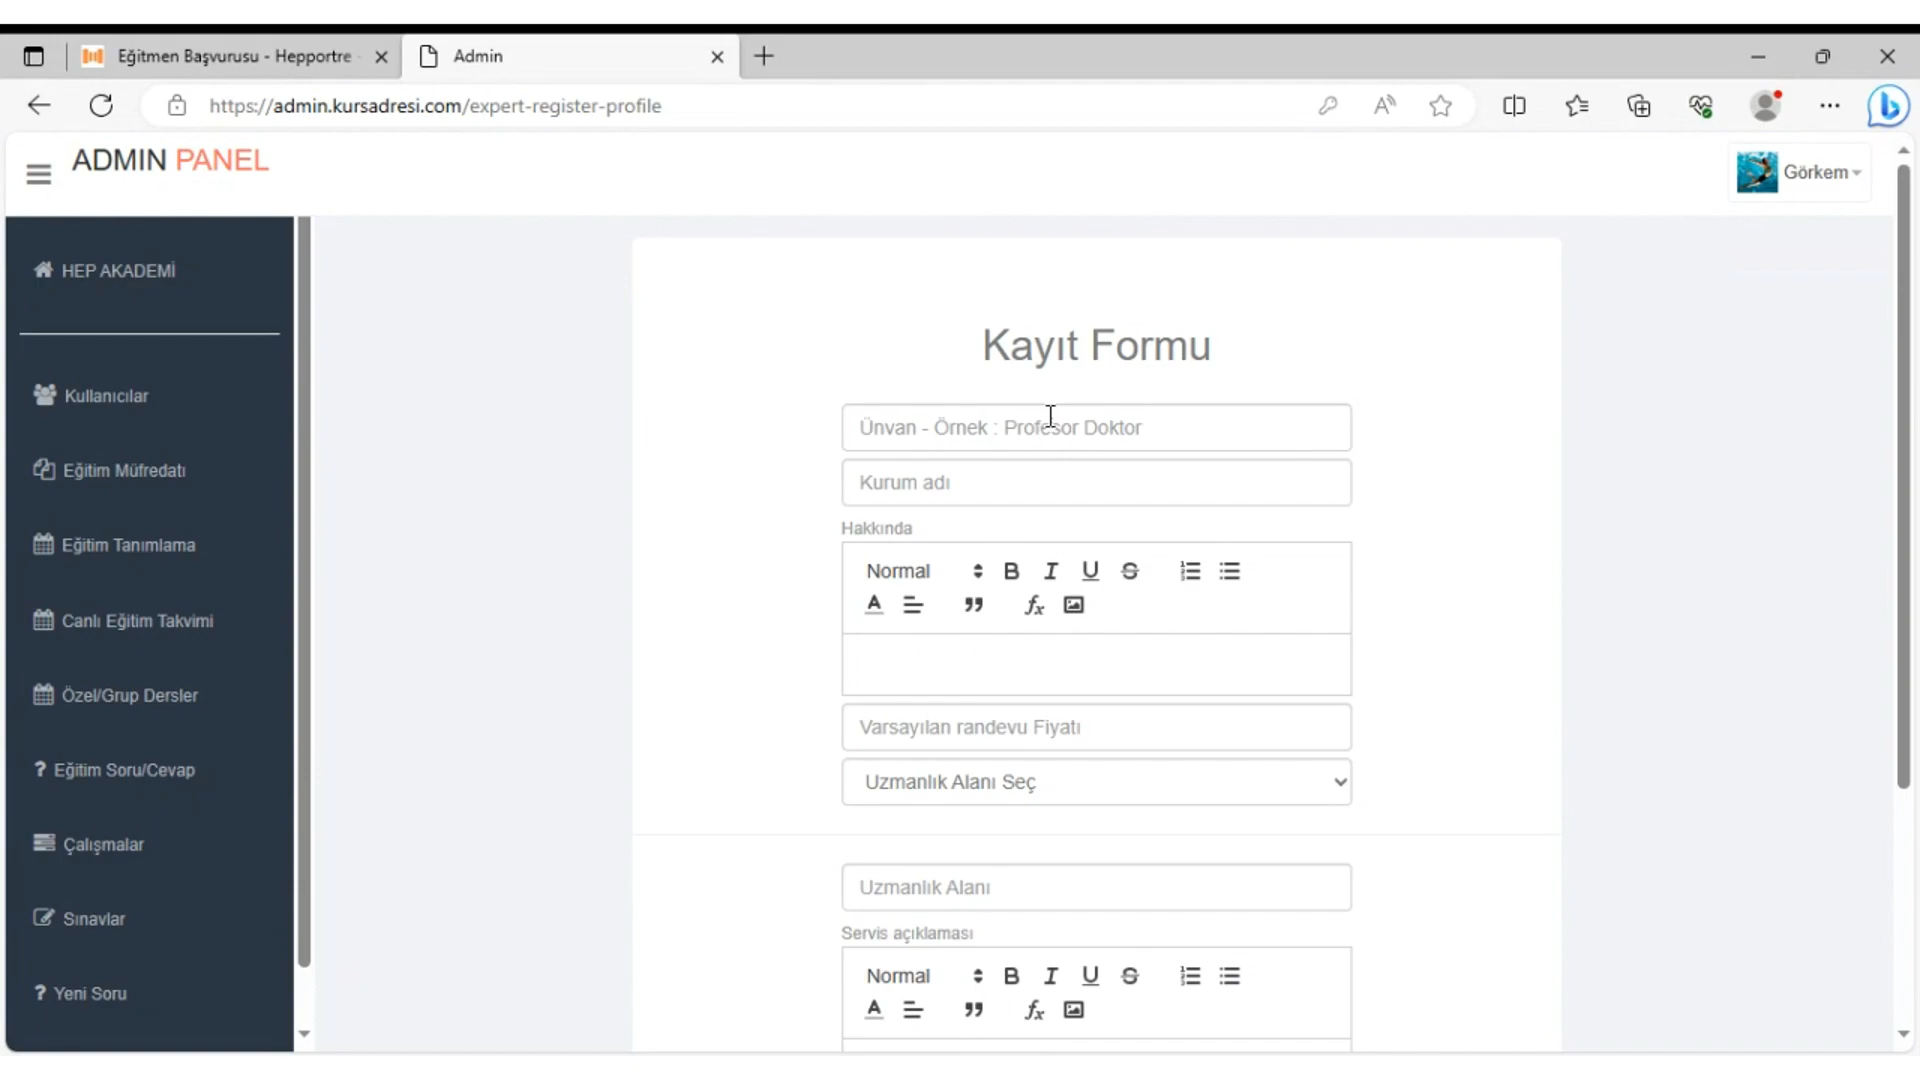 Eğitmen Başvurusu - Hepportre
Admin
https://admin.kursadresi.com/expert-register-profile
ADMIN PANEL
Görkem
HEP AKADEMİ
Kullanıcılar
Eğitim Müfredatı
Eğitim Tanımlama
Canlı Eğitim Takvimi
Özel/Grup Dersler
? Eğitim Soru/Cevap
Çalışmalar
Sınavlar
? Yeni Soru
Kayıt Formu
Ünvan - Örnek : Profesor Doktor
Kurum adı
Hakkında
Normal
Varsayılan randevu Fiyatı
Uzmanlık Alanı Seç
Uzmanlık Alanı
Servis açıklaması
Normal